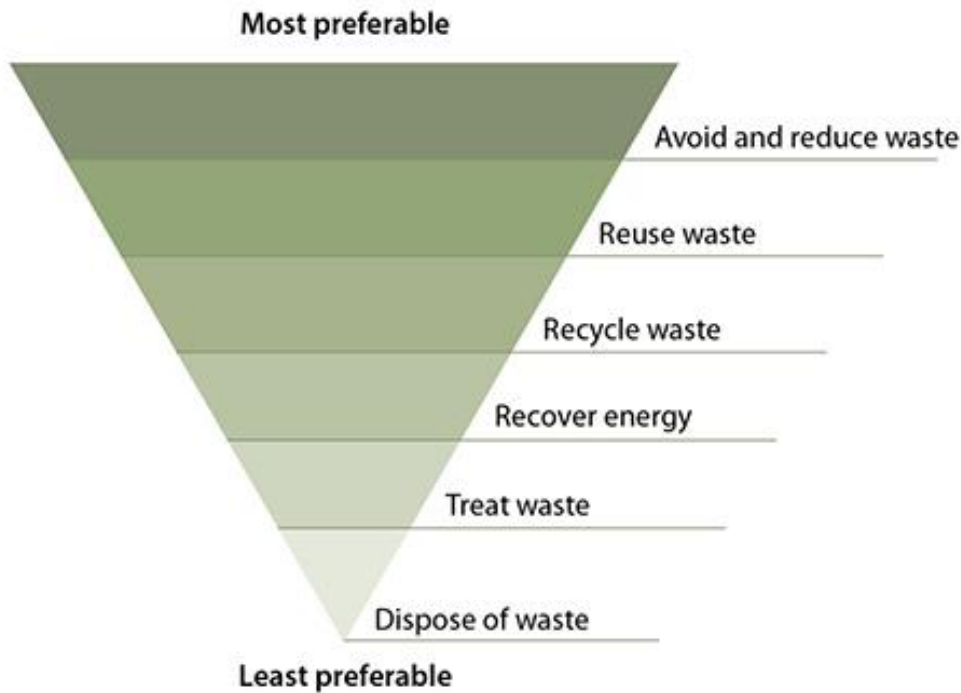 Most preferable
Avoid and reduce waste
Reuse waste
Recycle waste
Recover energy
Treat waste
Dispose of waste
Least preferable